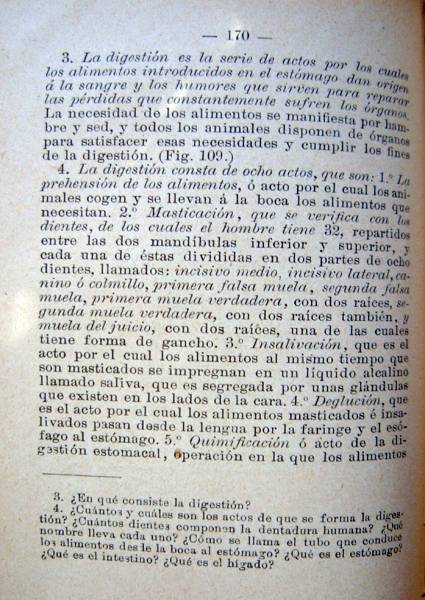 — 170 —
3. La digestión es la serie de actos por los cuales
los alimentos introducidos en el estómago dan origen
á la sangre y los humores que sirven para reparar
las pérdidas que constantemente sufren los órganos.
La necesidad de los alimentos se manifiesta por ham-
bre y sed, y todos los animales disponen de órganos
para satisfacer esas necesidades y cumplir los fines
de la digestión. (Fig. 109.)
4. La digestión consta de ocho actos, que son: 1.º La
prehensión de los alimentos, ó acto por el cual los ani-
males cogen y se llevan á la boca los alimentos que
necesitan. 2.º Masticación, que se verifica con los
dientes, de los cuales el hombre tiene 32, repartidos
entre las dos mandíbulas inferior y superior, y
cada una de éstas divididas en dos partes de ocho
dientes, llamados: incisivo medio, incisivo lateral, ca-
nino ó colmillo, primera falsa muela, segunda falsa
muela, primera muela verdadera, con dos raices, se-
gunda muela verdadera, con dos raíces también, y
muela del juicio, con dos raíces, una de las cuales
tiene forma de gancho. 3.º Insalivación, que es el
acto por el cual los alimentos al mismo tiempo que
son masticados se impregnan en un líquido alcalino
llamado saliva, que es segregada por unas glándulas
que existen en los lados de la cara. 4.º Deglución, que
es el acto por el cual los alimentos masticados é insa-
livados pasan desde la lengua por la faringe y el esó-
fago al estómago. 5.º Quimificación ó acto de la di-
gestión estomacal, operación en la que los alimentos
3. ¿En qué consiste la digestión?
4. ¿Cuántos y cuáles son los actos de que se forma la diges-
tión? ¿Cuántos dientes componen la dentadura humana? ¿Qué
nombre lleva cada uno? ¿Cómo se llama el tubo que conduce
los alimentos desde la boca al estómago? ¿Qué es el estómago?
¿Qué es el intestino? ¿Qué es el hígado?